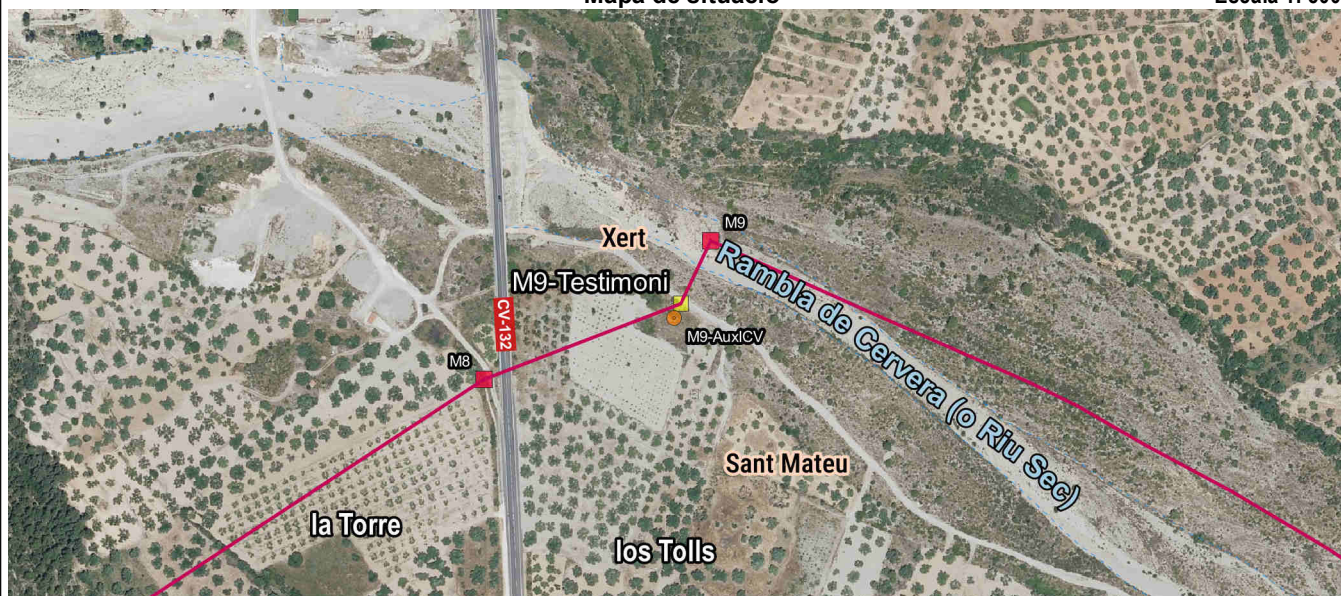 Xert
M9
M9-Testimoni
Rambla de Cervera (o Riu Sec)
CV-132
M9-AuxICV
M8
Sant Mateu
la Torre
los Tolls